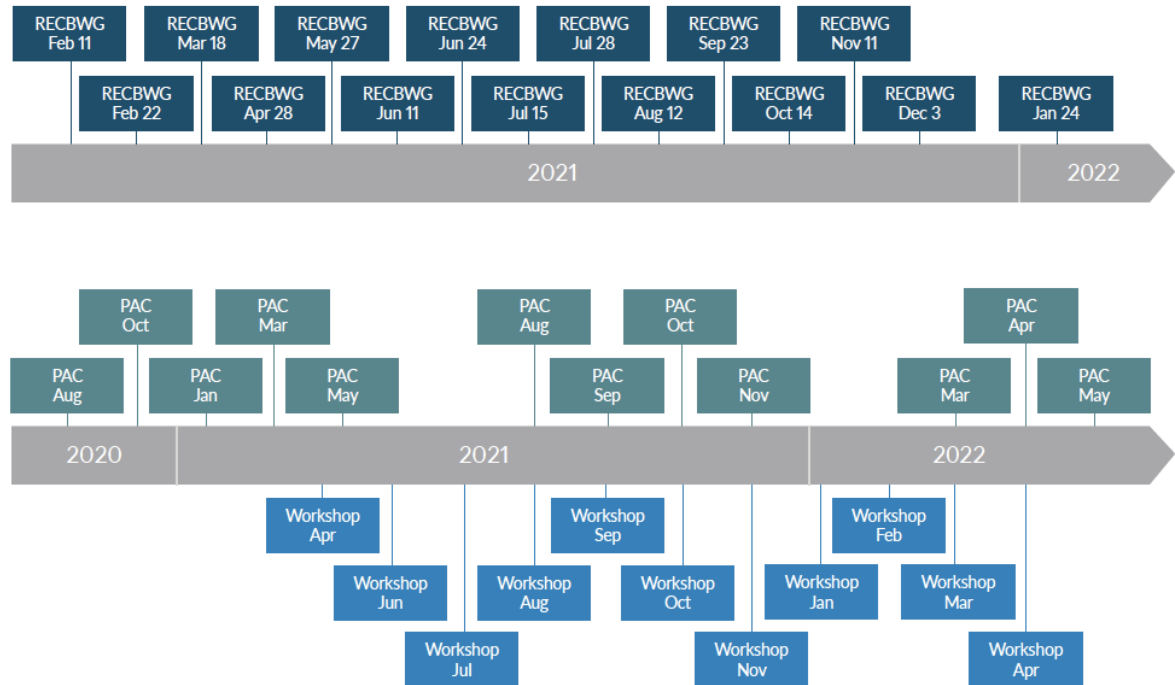 RECBWG
Feb 11
RECBWG
Mar 18
RECBWG
May 27
RECBWG
Jun 24
RECBWG
Jul 28
RECBWG
Sep 23
RECBWG
Nov 11
RECBWG
Feb 22
RECBWG
Apr 28
RECBWG
Jun 11
RECBWG
Jul 15
RECBWG
Aug 12
RECBWG
Oct 14
RECBWG
Dec 3
RECBWG
Jan 24
2021
2022
PAC
Oct
PAC
Mar
PAC
Aug
PAC
Oct
PAC
Apr
PAC
Aug
PAC
Jan
PAC
May
PAC
Sep
PAC
Nov
PAC
Mar
PAC
May
2020
2021
2022
Workshop
Apr
Workshop
Sep
Workshop
Feb
Workshop
Jun
Workshop
Aug
Workshop
Oct
Workshop
Jan
Workshop
Mar
Workshop
Jul
Workshop
Nov
Workshop
Apr